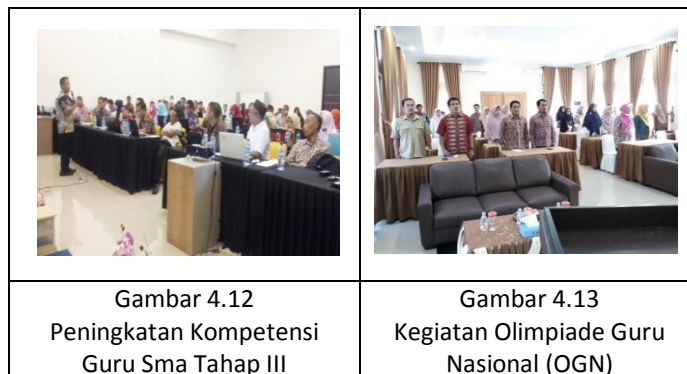 Gambar 4.12
Peningkatan Kompetensi
Guru Sma Tahap III
Gambar 4.13
Kegiatan Olimpiade Guru
Nasional (OGN)